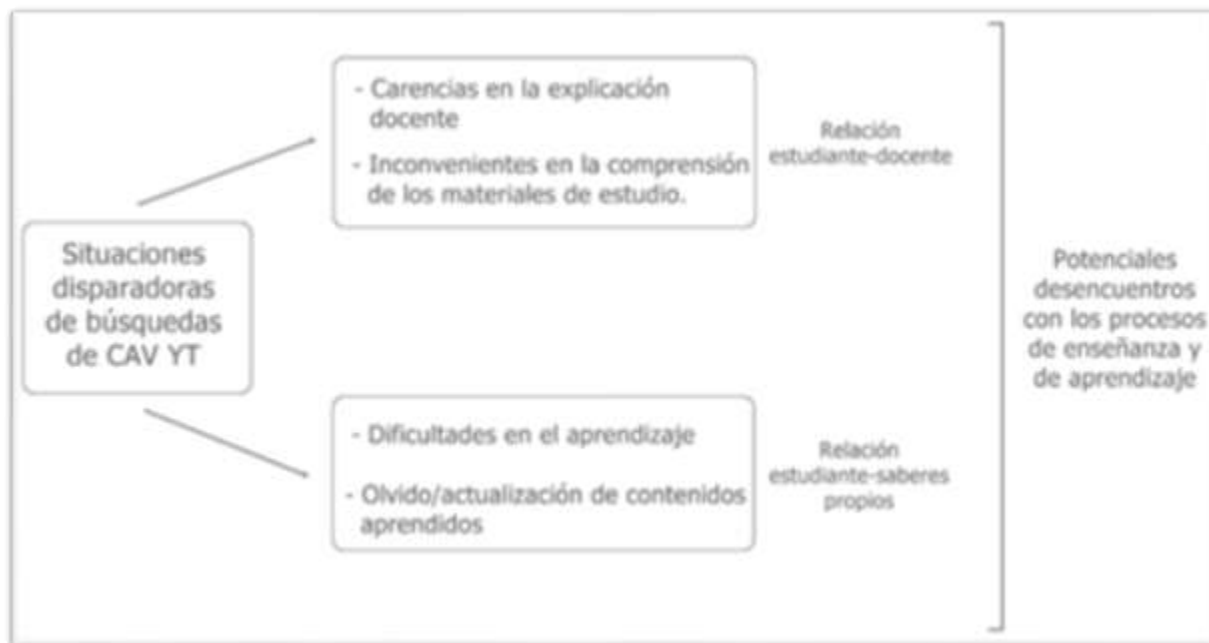 Situaciones
disparadoras
de búsquedas
de CAV YT
- Carencias en la explicación
docente
- Inconvenientes en la comprensión
de los materiales de estudio.
Relación
estudiante-docente
- Dificultades en el aprendizaje
- Olvido/actualización de contenidos
aprendidos
Relación
estudiante-saberes
propios
Potenciales
desencuentros
con los procesos
de enseñanza y
de aprendizaje